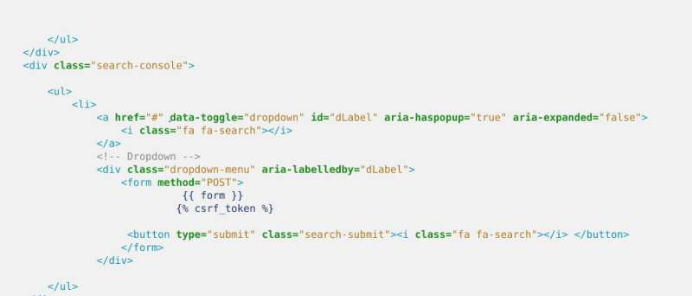 </ul>
</div>
<div class="search-console">
<ul>
<li>
<a href="#" data-toggle="dropdown" id="dLabel" aria-haspopup="true" aria-expanded="false">
<i class="fa fa-search"></i>
</a>
<!-- Dropdown -->
<div class="dropdown-menu" aria-labelledby="dLabel">
<form method="POST">
{{ form }}
{% csrf_token %}
<button type="submit" class="search-submit"><i class="fa fa-search"></i> </button>
</form>
</div>
</ul>